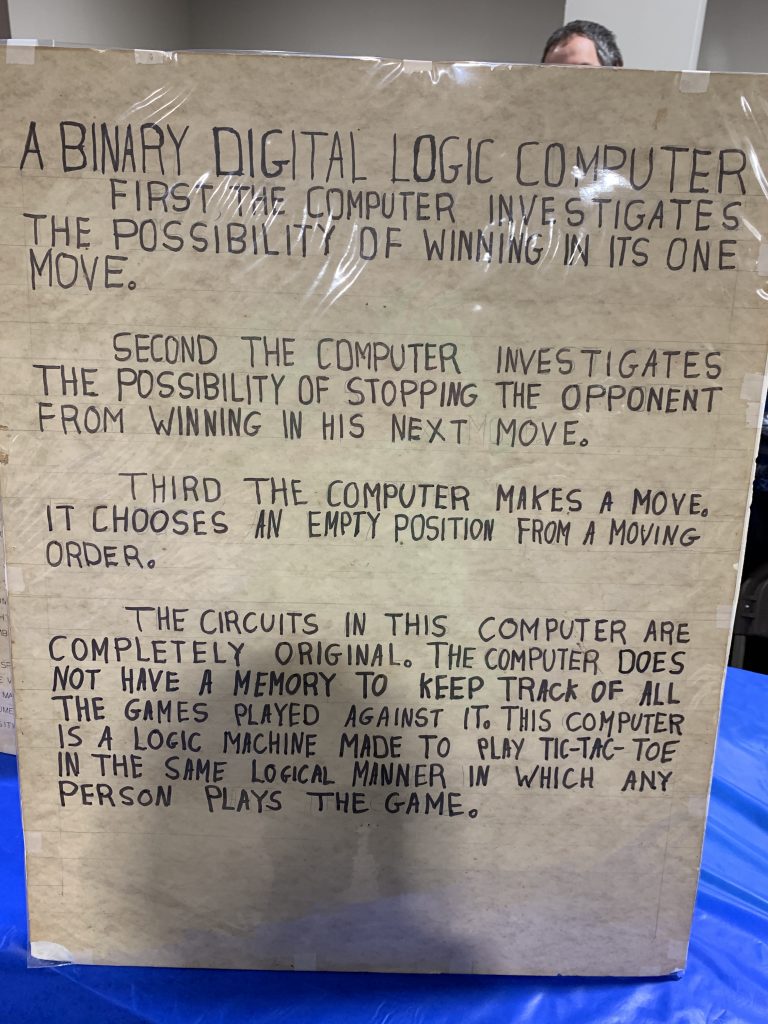 A BINARY DIGITAL LOGIC COMPUTER
FIRST, THE COMPUTER INVESTIGATES
THE POSSIBILITY OF WINNING IN ITS ONE
MOVE.
SECOND THE COMPUTER INVESTIGATES
THE POSSIBILITY OF STOPPING THE OPPONENT
FROM WINNING IN HIS NEXT MOVE.
THIRD THE COMPUTER MAKES A MOVE.
IT CHOOSES AN EMPTY POSITION FROM A MOVING
ORDER.
THE CIRCUITS IN THIS COMPUTER ARE
COMPLETELY ORIGINAL. THE COMPUTER DOES
NOT HAVE A MEMORY TO KEEP TRACK OF ALL
THE GAMES PLAYED AGAINST IT. THIS COMPUTER
IS A LOGIC MACHINE MADE TO PLAY TIC-TAC-TOE
IN THE SAME LOGICAL MANNER IN WHICH ANY
PERSON PLAYS THE GAME.